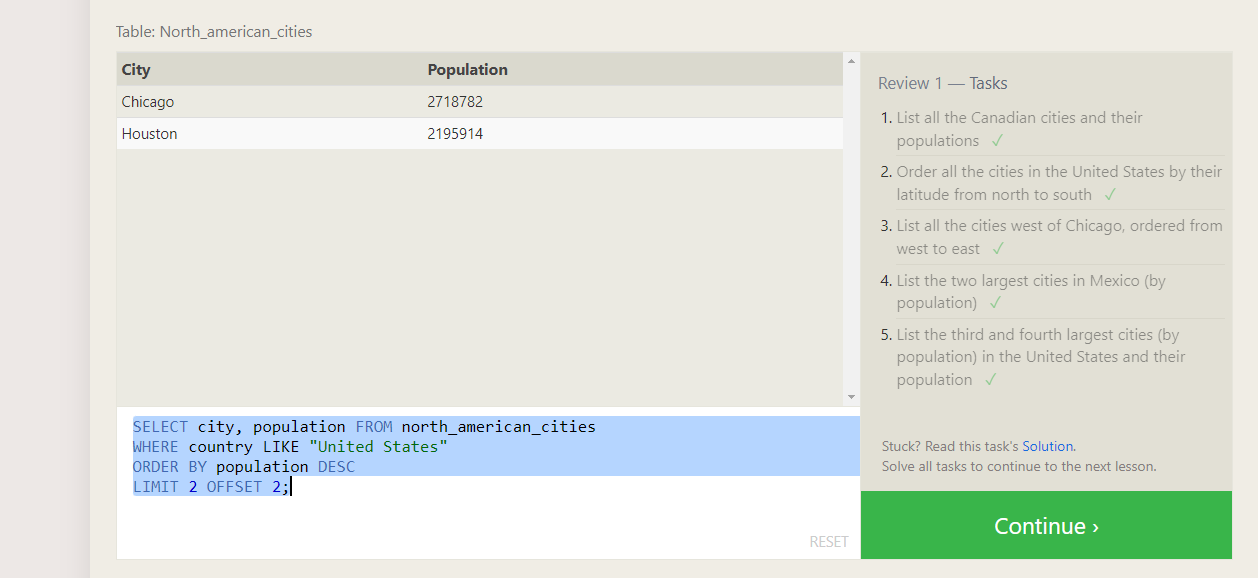 Table: North_american_cities
City Population
Chicago 2718782
Houston 2195914
SELECT city, population FROM north_american_cities
WHERE country LIKE "United States"
ORDER BY population DESC
LIMIT 2 OFFSET 2;
RESET
Review 1 — Tasks
1. List all the Canadian cities and their
populations ✓
2. Order all the cities in the United States by their
latitude from north to south ✓
3. List all the cities west of Chicago, ordered from
west to east ✓
4. List the two largest cities in Mexico (by
population) ✓
5. List the third and fourth largest cities (by
population) in the United States and their
population ✓
Stuck? Read this task's Solution.
Solve all tasks to continue to the next lesson.
Continue ›